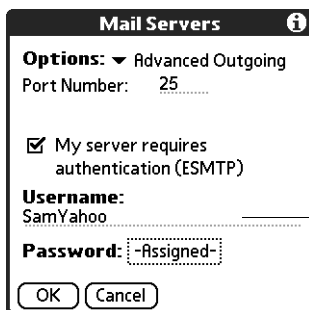 Mail Servers i
Options: Advanced Outgoing
Port Number: 25
My server requires
authentication (ESMTP)
Username:
SamYahoo
Password: -Assigned-
OK Cancel